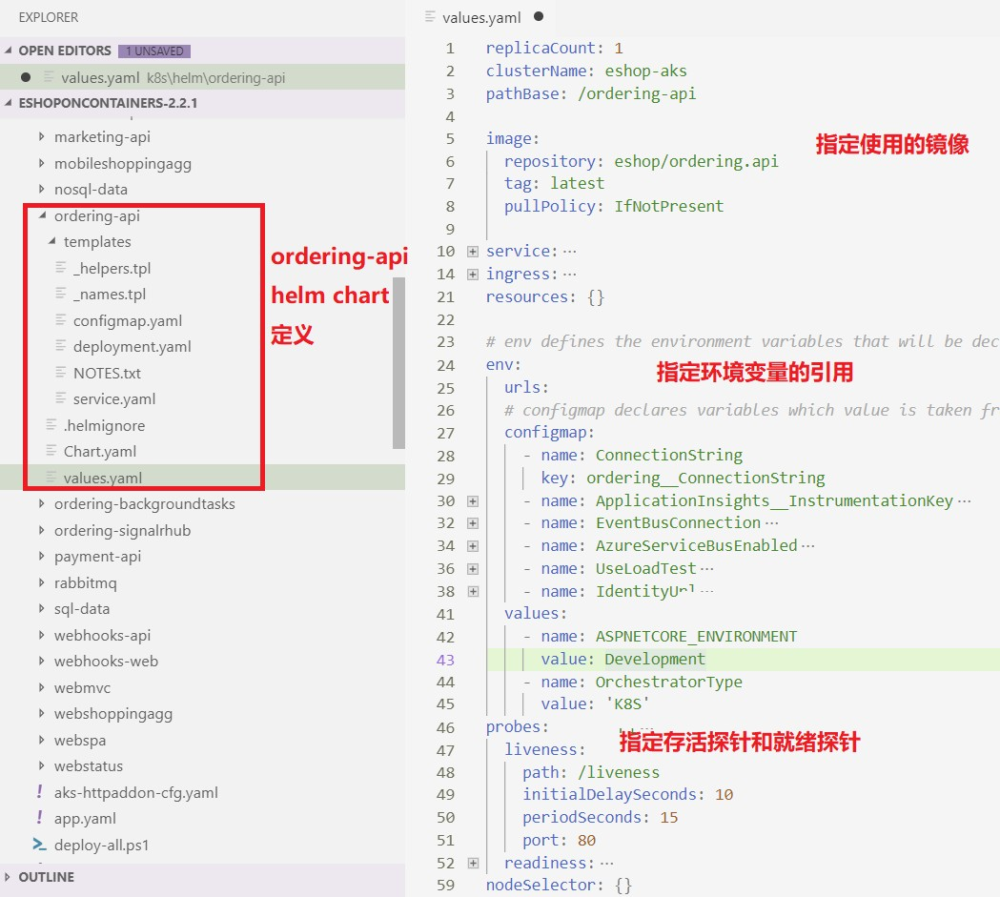 EXPLORER
OPEN EDITORS 1 UNSAVED
values.yaml k8s\helm\ordering-api
ESHOPONCONTAINERS-2.2.1
marketing-api
mobileshoppingagg
nosql-data
ordering-api
templates
_helpers.tpl
_names.tpl
configmap.yaml
deployment.yaml
NOTES.txt
service.yaml
.helmignore
Chart.yaml
values.yaml
ordering-backgroundtasks
ordering-signalrhub
payment-api
rabbitmq
sql-data
webhooks-api
webhooks-web
webmvc
webshoppingagg
webspa
webstatus
aks-httpaddon-cfg.yaml
app.yaml
deploy-all.ps1
OUTLINE
ordering-api
helm chart
定义
values.yaml
1 replicaCount: 1
2 clusterName: eshop-aks
3 pathBase: /ordering-api
4
5 image:
指定使用的镜像
6 repository: eshop/ordering.api
7 tag: latest
8 pullPolicy: IfNotPresent
9
10 service: ···
14 ingress: ···
21 resources: {}
22
23 # env defines the environment variables that will be dec
24 env:
指定环境变量的引用
25 urls:
26 # configmap declares variables which value is taken fr
27 configmap:
28 - name: ConnectionString
29 key: ordering__ConnectionString
30 - name: ApplicationInsights__InstrumentationKey ···
32 - name: EventBusConnection ···
34 - name: AzureServiceBusEnabled ···
36 - name: UseLoadTest ···
38 - name: IdentityUrl ···
41 values:
42 - name: ASPNETCORE_ENVIRONMENT
43 value: Development
44 - name: OrchestratorType
45 value: 'K8S'
46 probes:
指定存活探针和就绪探针
47 liveness:
48 path: /liveness
49 initialDelaySeconds: 10
50 periodSeconds: 15
51 port: 80
52 readiness: ···
59 nodeSelector: {}